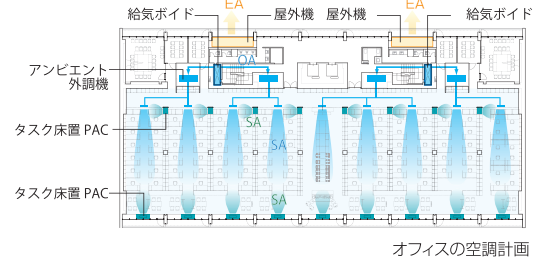 EA
EA
給気ボイド
屋外機
屋外機
給気ボイド
OA
アンビエント
外調機
タスク床置 PAC
SA
SA
タスク床置 PAC
SA
オフィスの空調計画